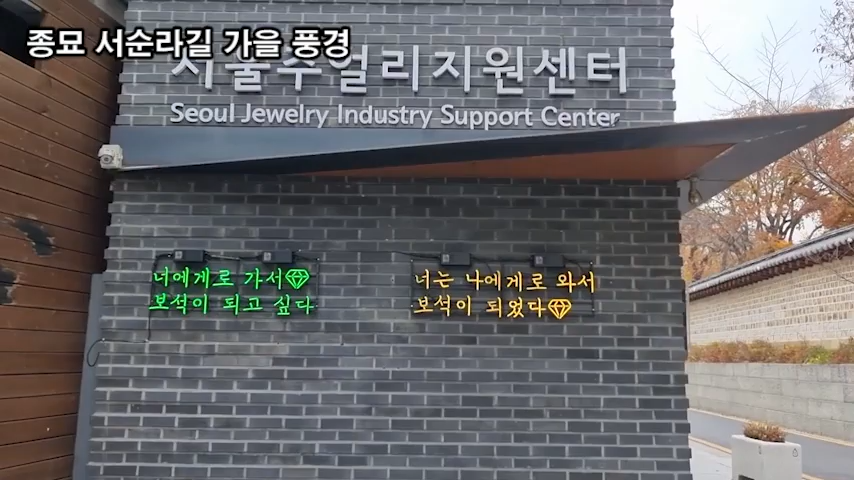 종묘 서순라길 가을 풍경
서울주얼리지원센터
Seoul Jewelry Industry Support Center
너에게로 가서
보석이 되고 싶다
너는 나에게로 와서
보석이 되었다